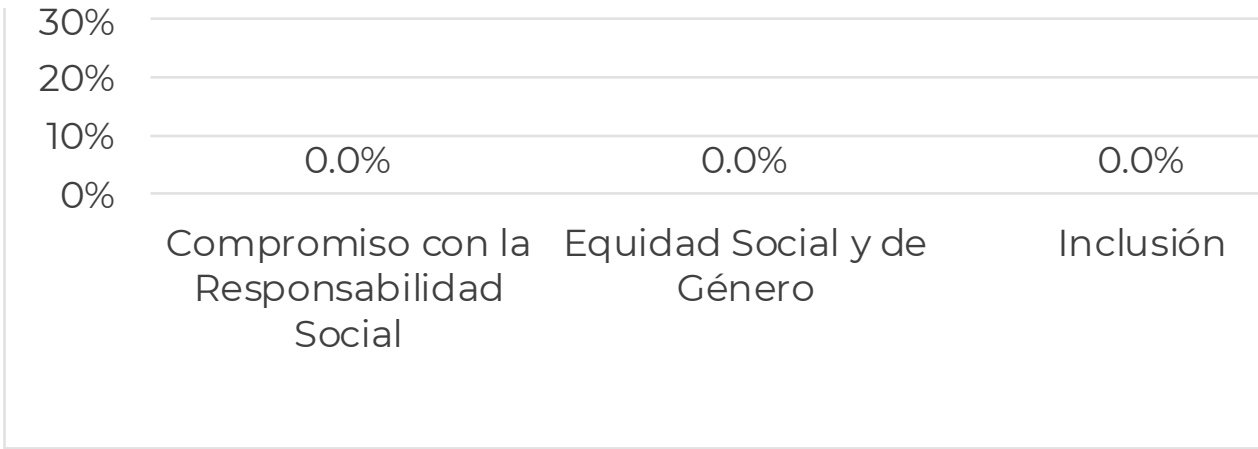 30%
20%
10%
0.0% 0.0% 0.0%
0%
Compromiso con la Responsabilidad Social
Equidad Social y de Género
Inclusión